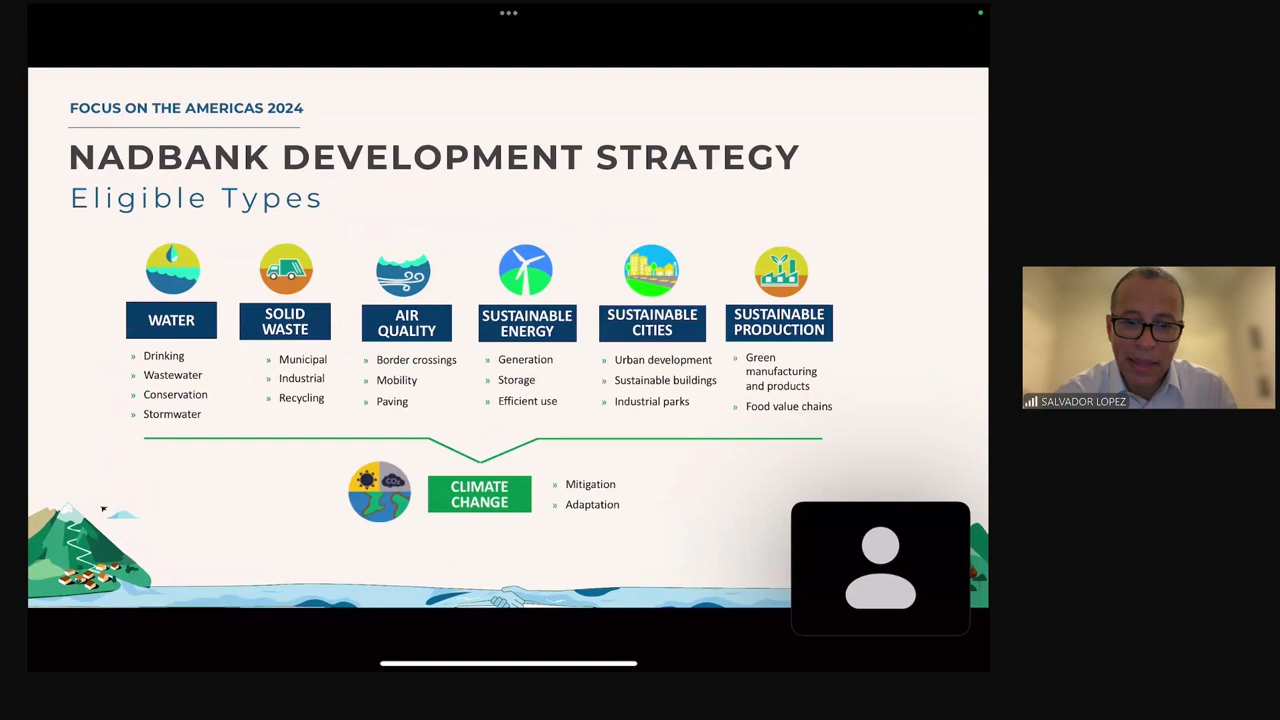 FOCUS ON THE AMERICAS 2024
NADBANK DEVELOPMENT STRATEGY
Eligible Types
WATER
» Drinking
» Wastewater
» Conservation
» Stormwater
SOLID
WASTE
» Municipal
» Industrial
» Recycling
AIR
QUALITY
» Border crossings
» Mobility
» Paving
SUSTAINABLE
ENERGY
» Generation
» Storage
» Efficient use
SUSTAINABLE
CITIES
» Urban development
» Sustainable buildings
» Industrial parks
SUSTAINABLE
PRODUCTION
» Green
manufacturing
and products
» Food value chains
CO₂
CLIMATE
CHANGE
» Mitigation
» Adaptation
SALVADOR LOPEZ